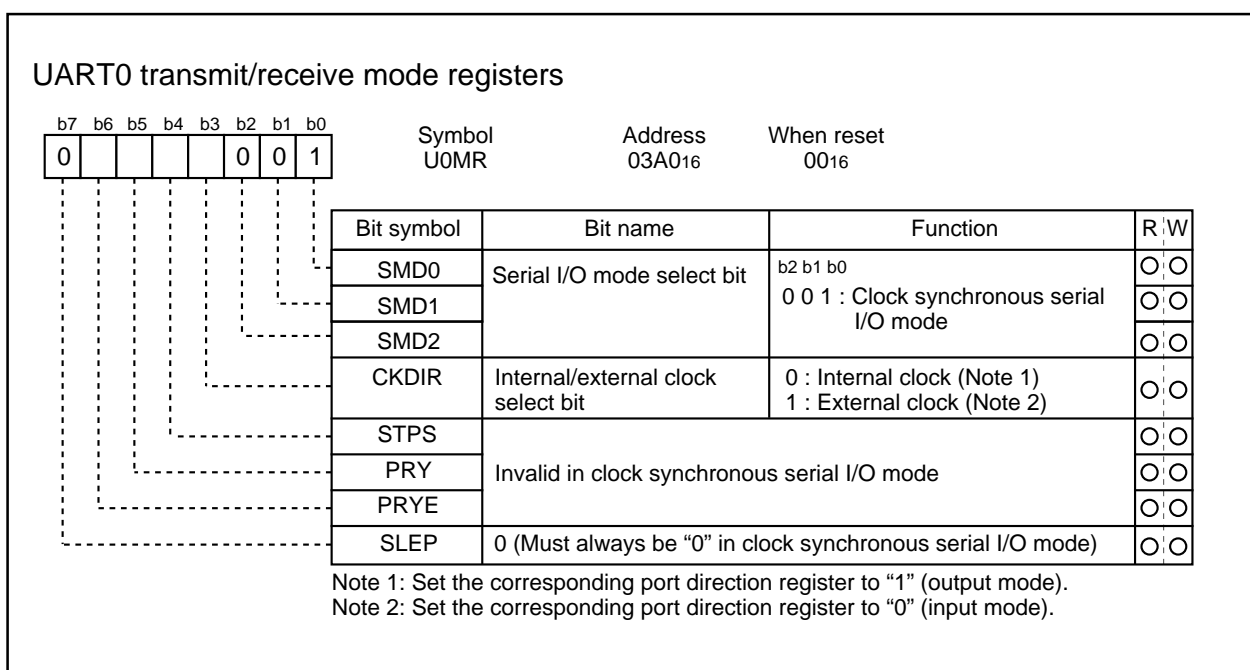 UART0 transmit/receive mode registers
b7 b6 b5 b4 b3 b2 b1 b0
0 0 0 1
Symbol Address When reset
U0MR 03A016 0016
Bit symbol Bit name Function R W
SMD0 Serial I/O mode select bit b2 b1 b0
SMD1 0 0 1 : Clock synchronous serial
I/O mode
SMD2
CKDIR Internal/external clock 0 : Internal clock (Note 1)
select bit 1 : External clock (Note 2)
STPS
PRY Invalid in clock synchronous serial I/O mode
PRYE
SLEP 0 (Must always be “0” in clock synchronous serial I/O mode)
Note 1: Set the corresponding port direction register to “1” (output mode).
Note 2: Set the corresponding port direction register to “0” (input mode).